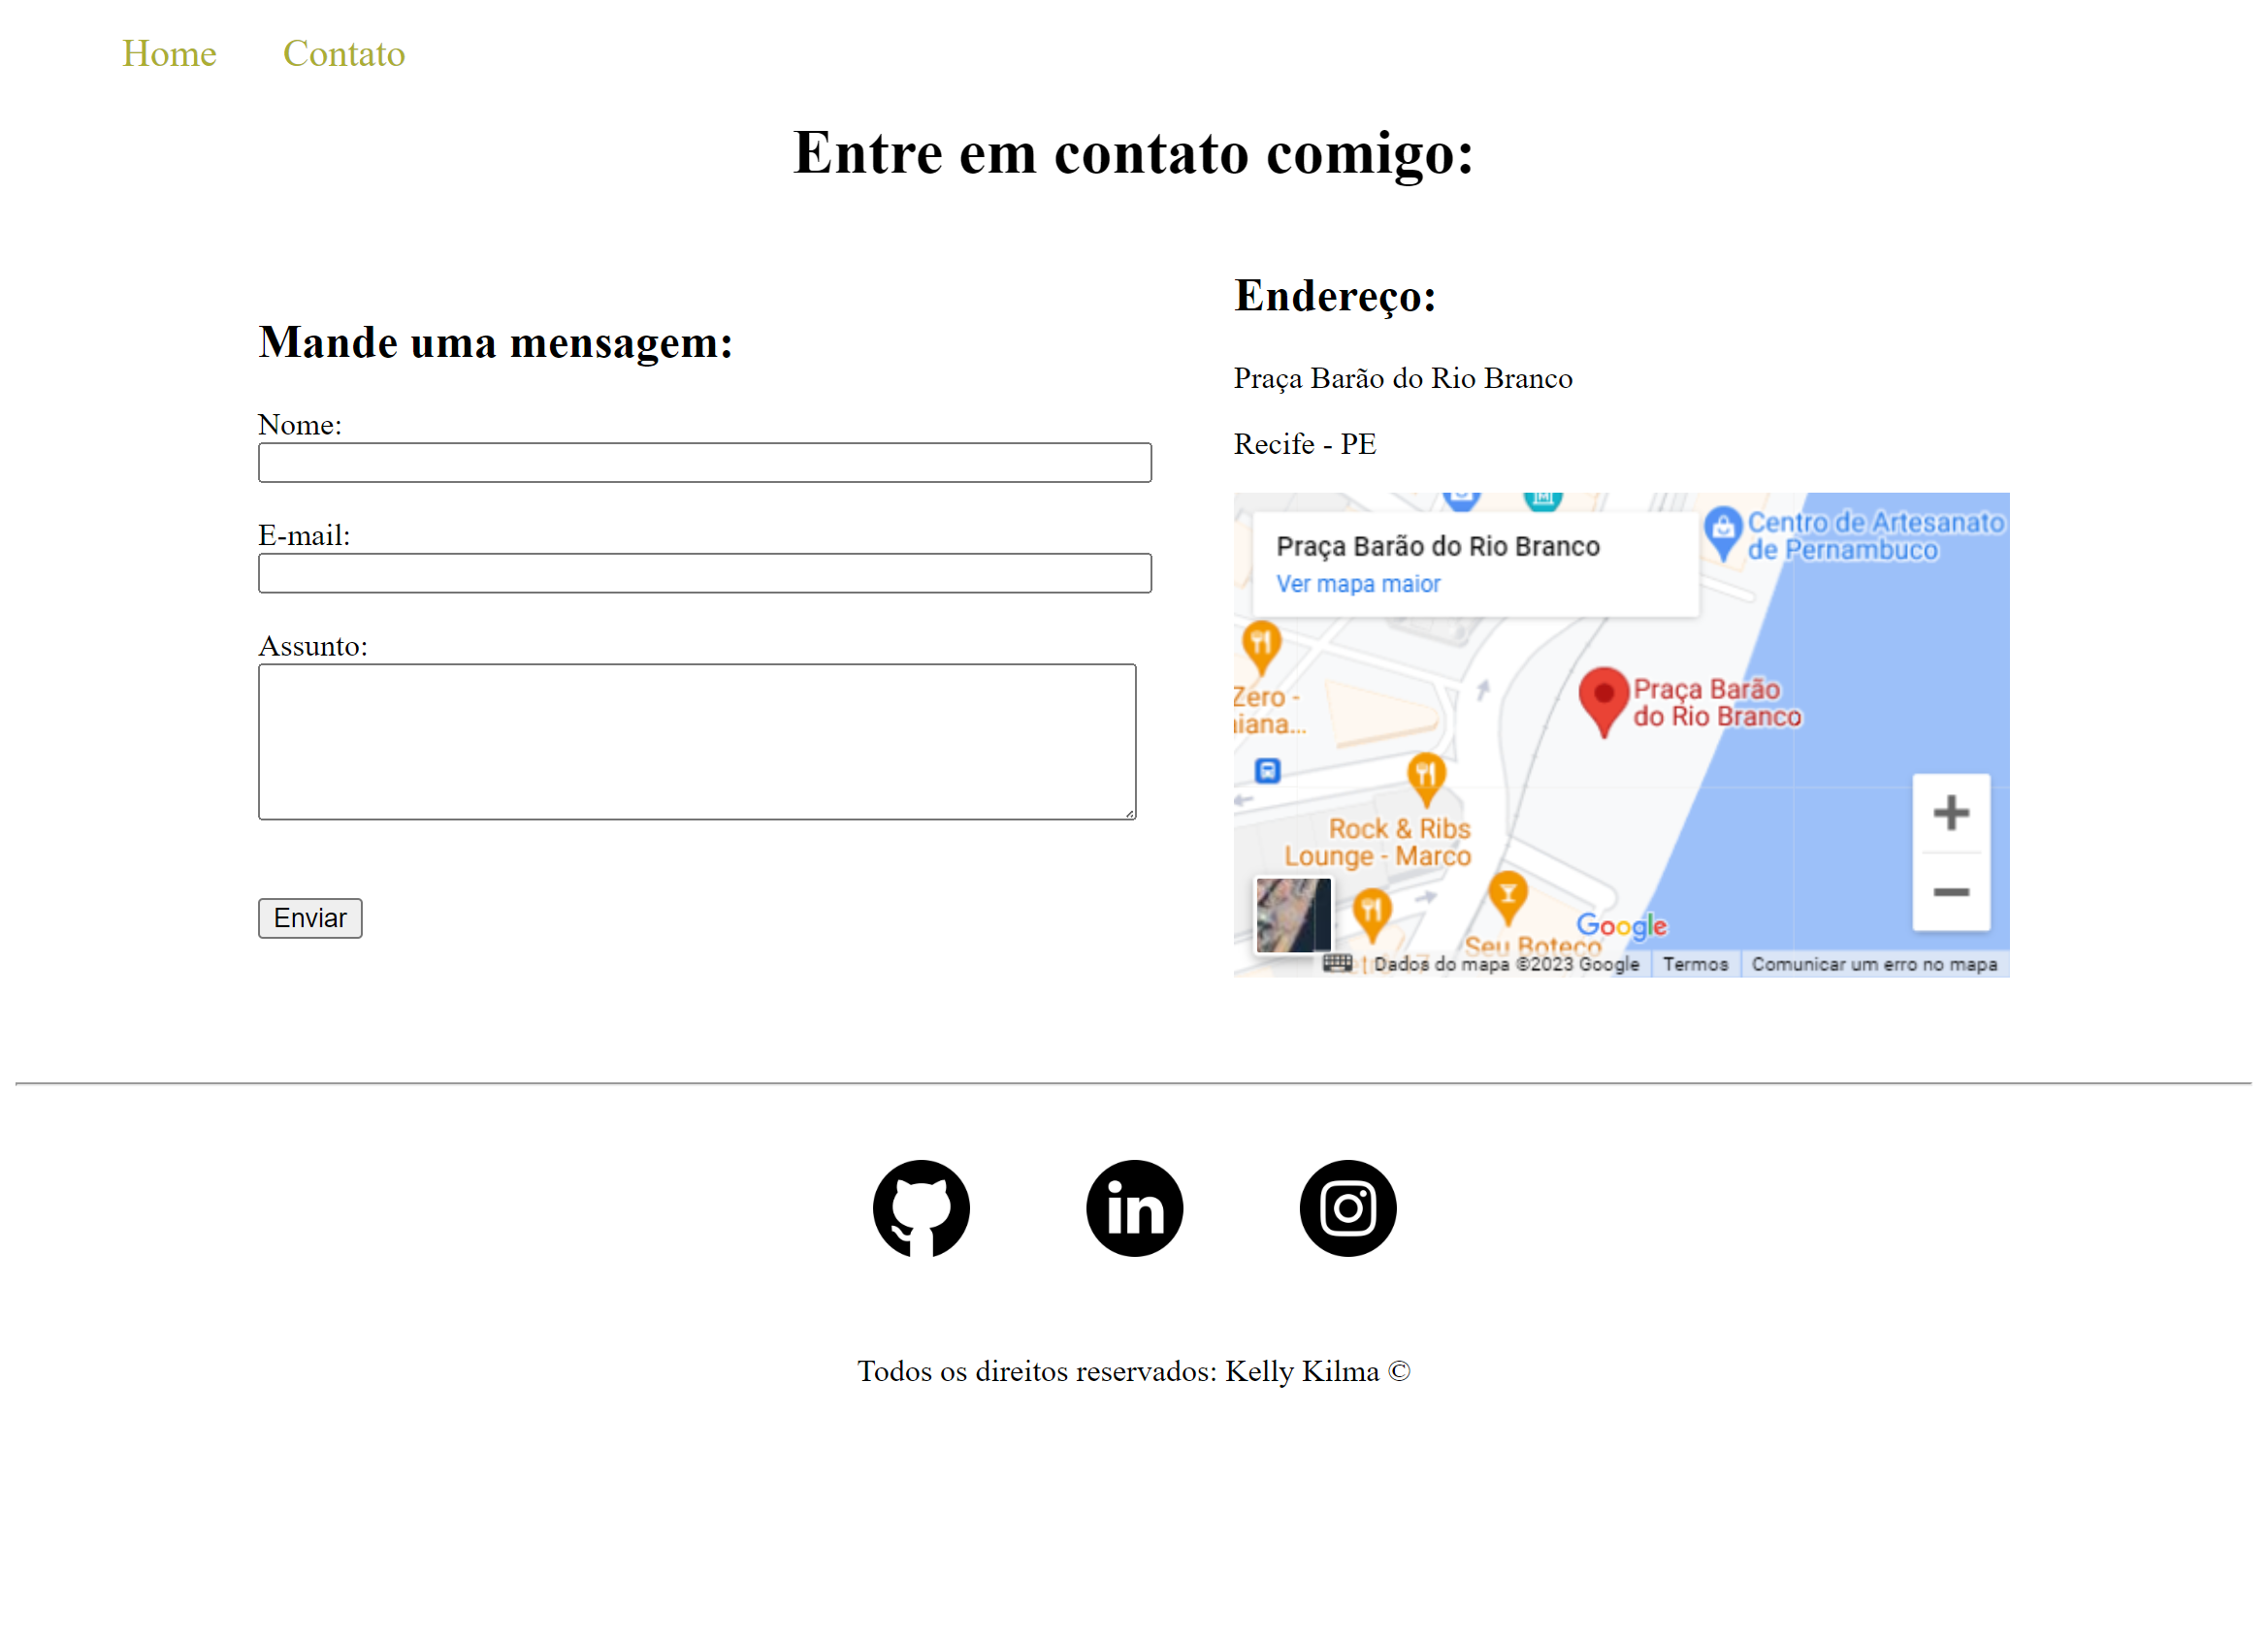 Home Contato
Entre em contato comigo:
Mande uma mensagem:
Nome:
E-mail:
Assunto:
Enviar
Endereço:
Praça Barão do Rio Branco
Recife - PE
Praça Barão do Rio Branco
Ver mapa maior
Centro de Artesanato
de Pernambuco
Zero -
Praça Barão
do Rio Branco
Rock & Ribs
Lounge - Marco
Seu Boteco
Google
Dados do mapa ©2023 Google Termos Comunicar um erro no mapa
in
Todos os direitos reservados: Kelly Kilma ©